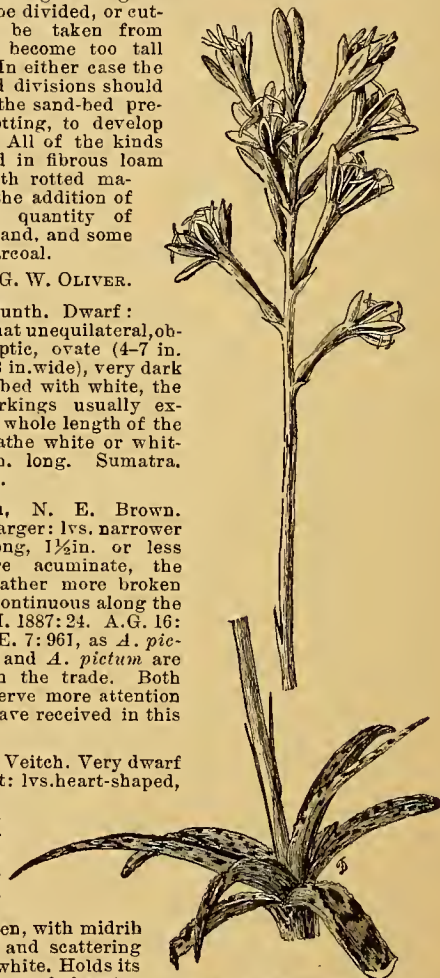 be divided, or cut-
be taken from
become too tall
In either case the
divisions should
the sand-bed pre-
otting, to develop
All of the kinds
d in fibrous loam
th rotted ma-
he addition of
quantity of
and, and some
rcoal.
G. W. OLIVER.
unth. Dwarf:
hat unequilateral, ob-
ptic, ovate (4-7 in.
in. wide), very dark
bed with white, the
rkings usually ex-
whole length of the
athe white or whit-
n. long. Sumatra.
N. E. Brown.
arger: lvs. narrower
ong, 1½in. or less
re acuminate, the
ather more broken
continuous along the
I. 1887:24. A.G. 16:
E. 7:961, as A. pic-
and A. pictum are
n the trade. Both
erve more attention
ave received in this
Veitch. Very dwarf
t: lvs. heart-shaped,
en, with midrib
and scattering
white. Holds its